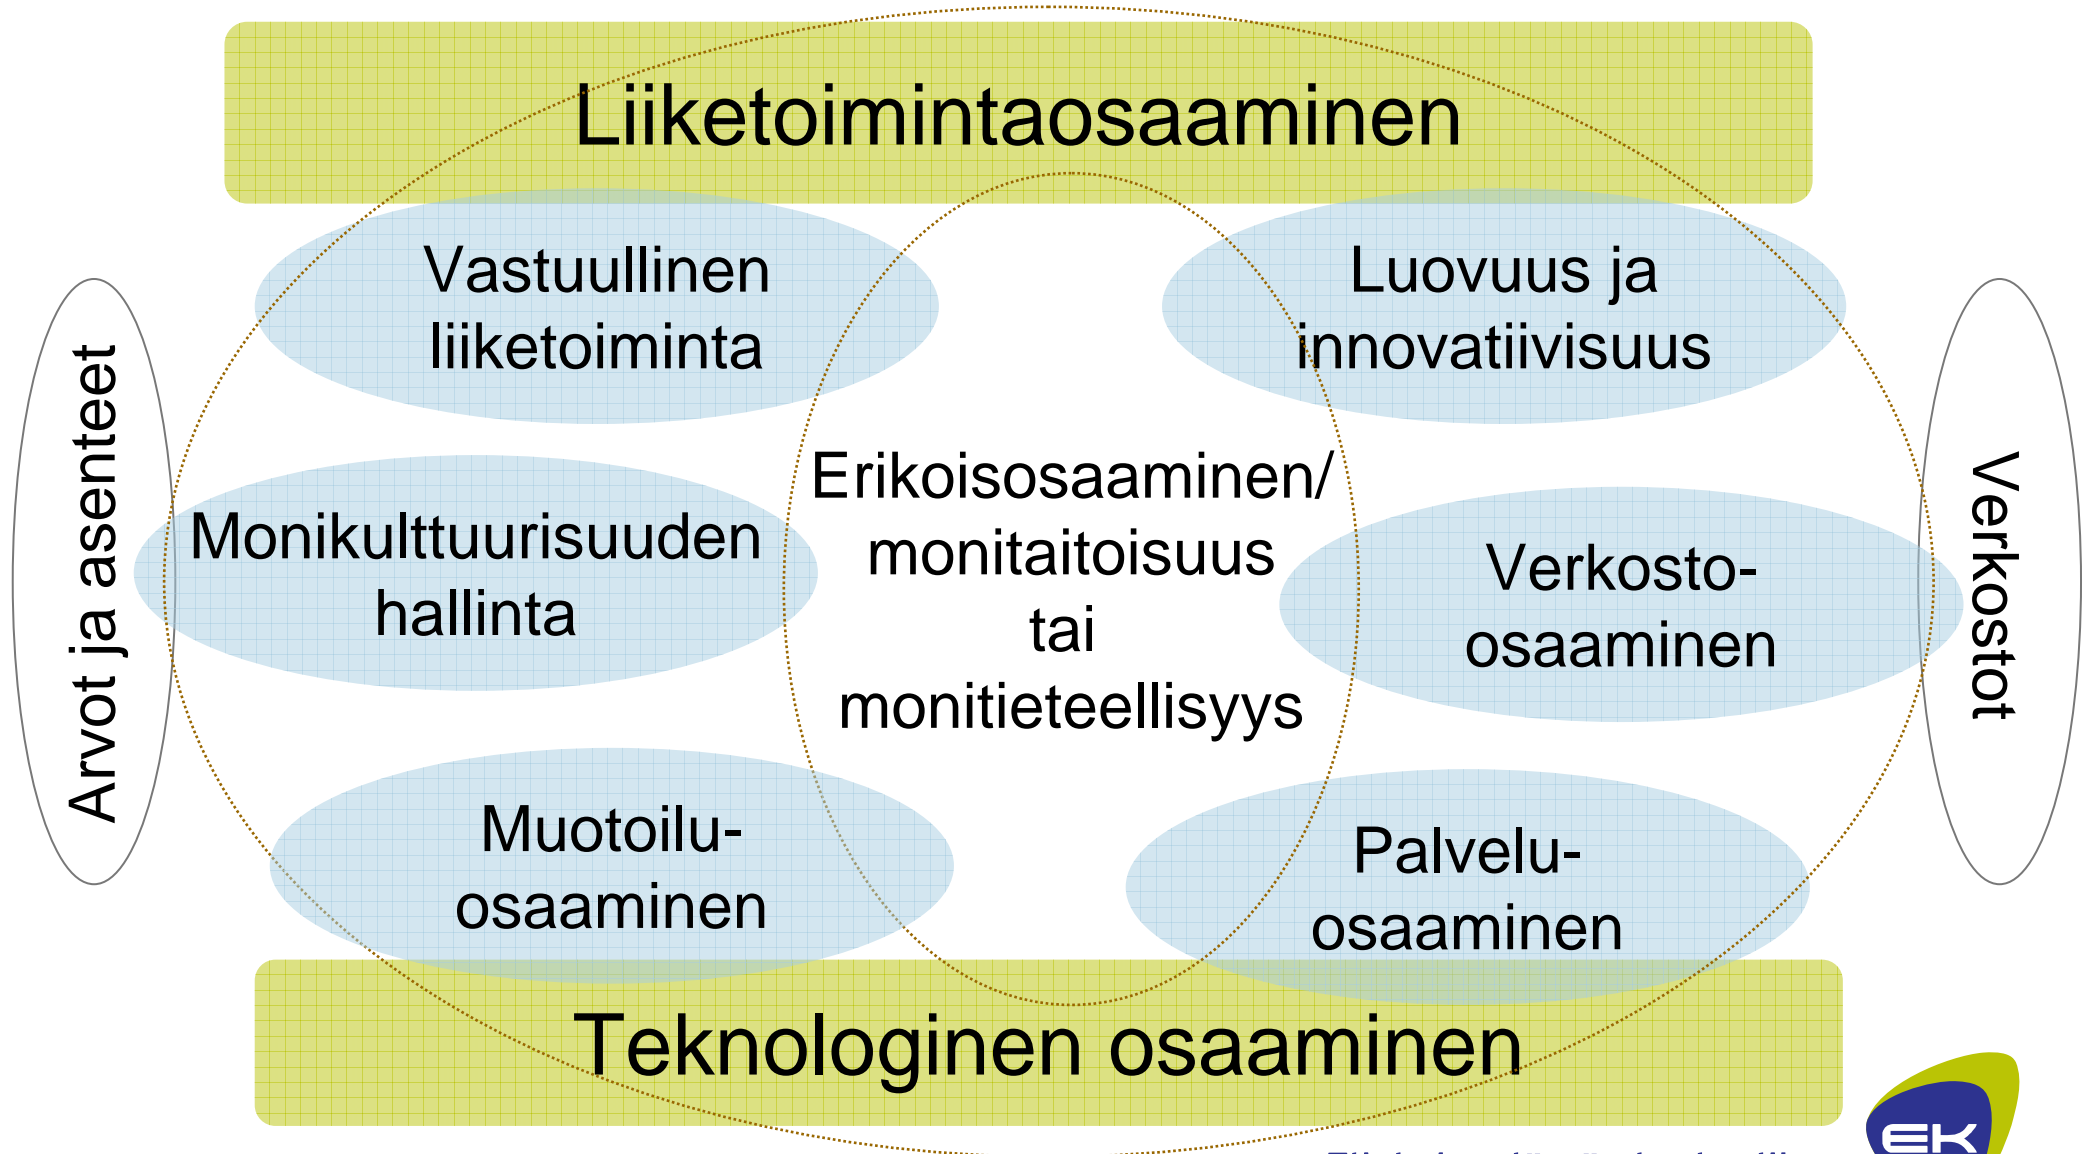 Liiketoimintaosaaminen
Vastuullinen
liiketoiminta
Luovuus ja
innovatiivisuus
Arvot ja asenteet
Monikulttuurisuuden
hallinta
Erikoisosaaminen/
monitaitoisuus
tai
monitieteellisyys
Verkosto-
osaaminen
Verkostot
Muotoilu-
osaaminen
Palvelu-
osaaminen
Teknologinen osaaminen
EK